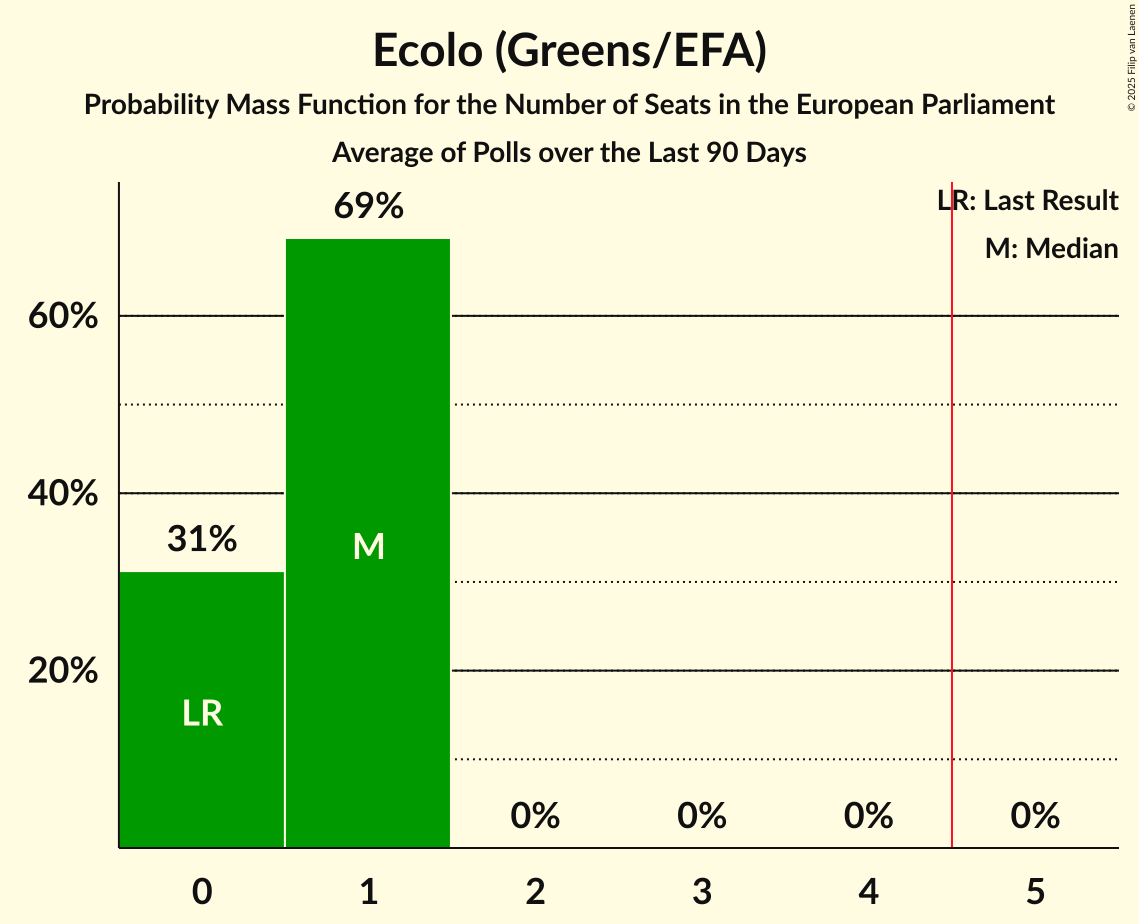 Ecolo (Greens/EFA)
Probability Mass Function for the Number of Seats in the European Parliament
Average of Polls over the Last 90 Days
© 2025 Filip van Laenen
LR: Last Result
M: Median
69%
60%
40%
31%
M
20%
LR
0% 0% 0% 0%
0 1 2 3 4 5